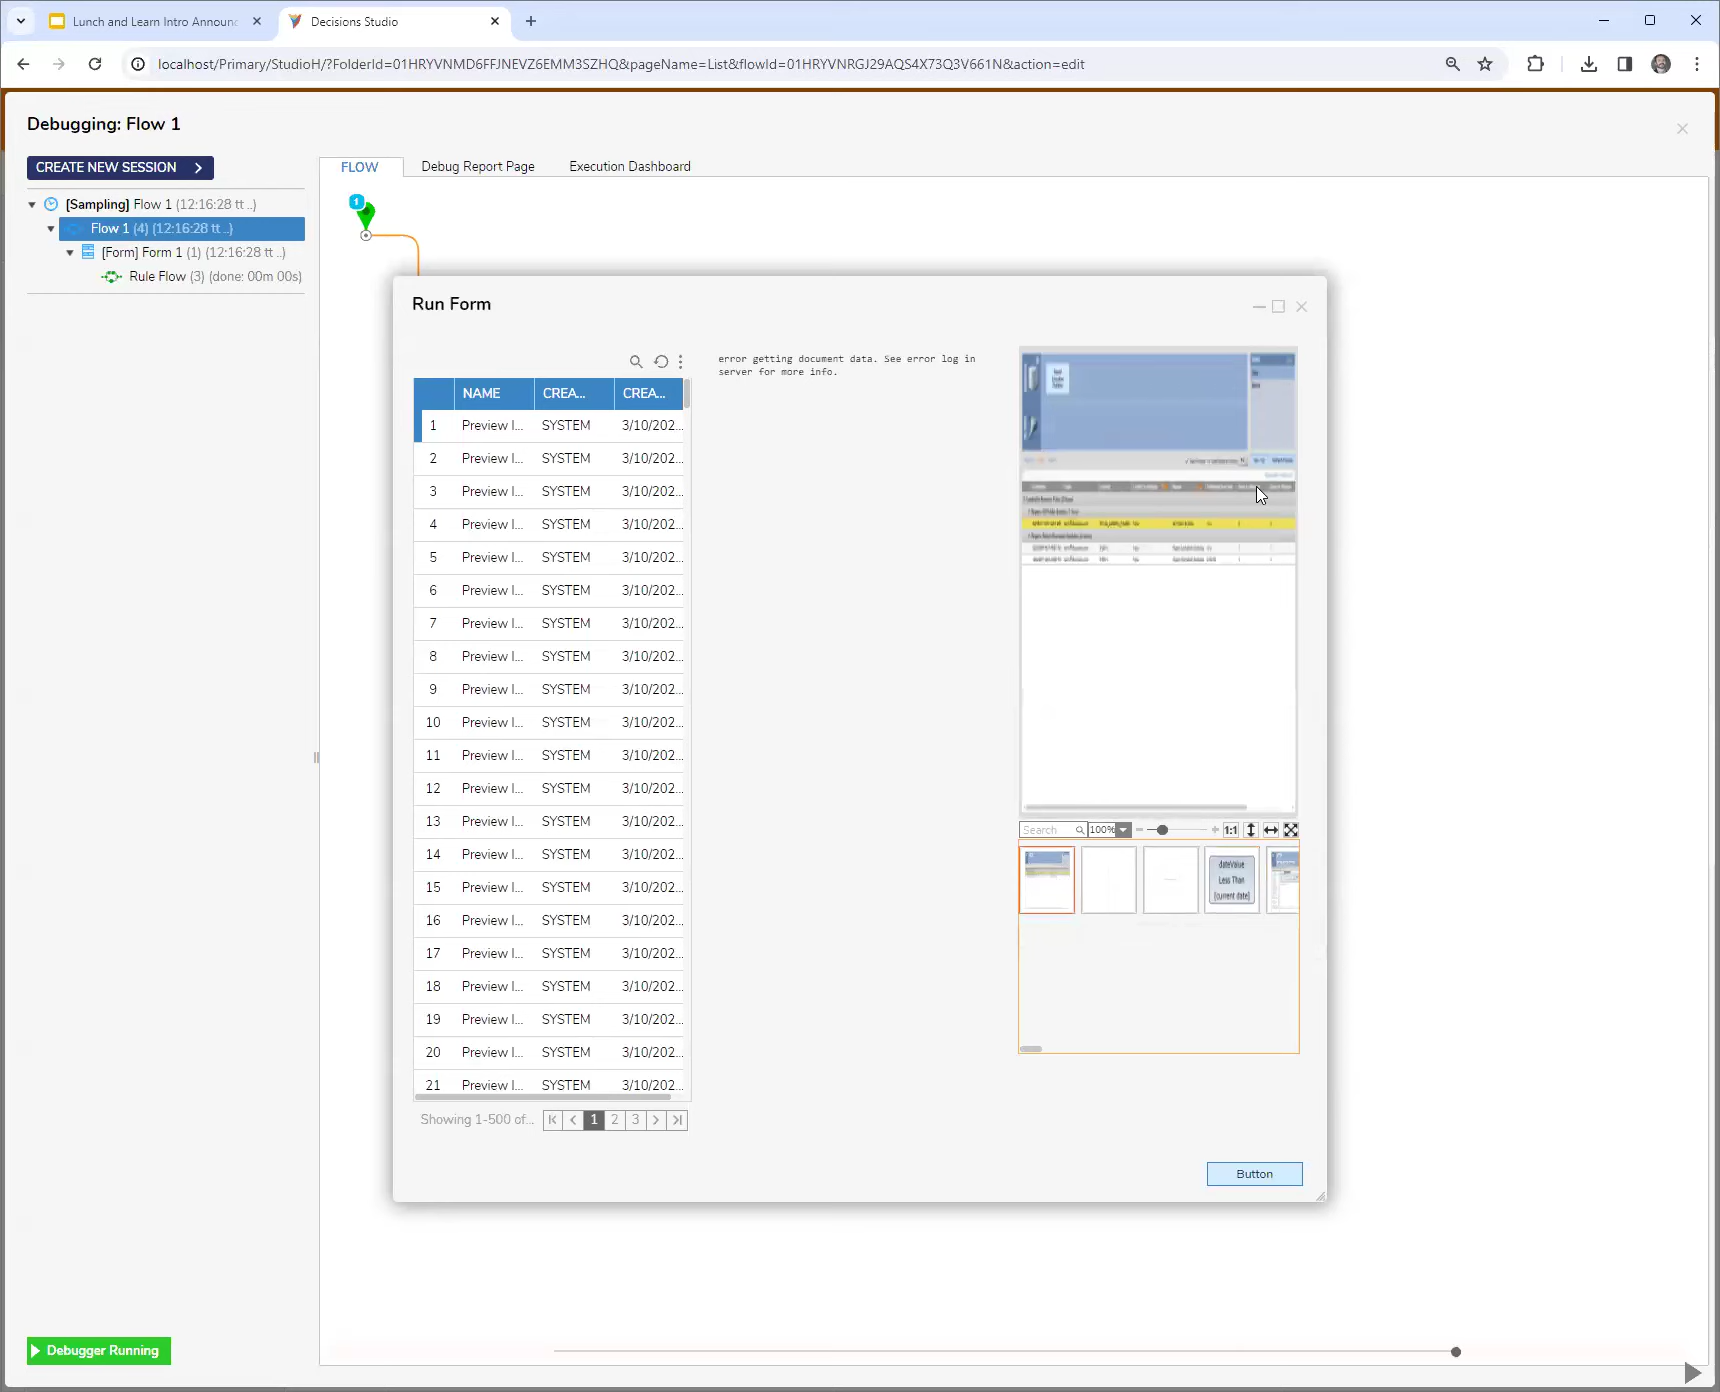 Lunch and Learn Intro Announc
Decisions Studio
localhost/Primary/StudioH/?FolderId=01HRYVNMD6FFJNEVZ6EMM3SZHQ&pageName=List&flowId=01HRYVNRGJ29AQS4X73Q3V661N&action=edit
Debugging: Flow 1
CREATE NEW SESSION
FLOW Debug Report Page Execution Dashboard
[Sampling] Flow 1 (12:16:28 tt ..)
Flow 1 (4) (12:16:28 tt ..)
[Form] Form 1 (1) (12:16:28 tt ..)
Rule Flow (3) (done: 00m 00s)
1
Run Form
error getting document data. See error log in
server for more info.
NAME CREA... CREA...
1 Preview I... SYSTEM 3/10/202...
2 Preview I... SYSTEM 3/10/202...
3 Preview I... SYSTEM 3/10/202...
4 Preview I... SYSTEM 3/10/202...
5 Preview I... SYSTEM 3/10/202...
6 Preview I... SYSTEM 3/10/202...
7 Preview I... SYSTEM 3/10/202...
8 Preview I... SYSTEM 3/10/202...
9 Preview I... SYSTEM 3/10/202...
10 Preview I... SYSTEM 3/10/202...
11 Preview I... SYSTEM 3/10/202...
12 Preview I... SYSTEM 3/10/202...
13 Preview I... SYSTEM 3/10/202...
14 Preview I... SYSTEM 3/10/202...
15 Preview I... SYSTEM 3/10/202...
16 Preview I... SYSTEM 3/10/202...
17 Preview I... SYSTEM 3/10/202...
18 Preview I... SYSTEM 3/10/202...
19 Preview I... SYSTEM 3/10/202...
20 Preview I... SYSTEM 3/10/202...
21 Preview I... SYSTEM 3/10/202...
Showing 1-500 of... 1 2 3
Search 100% 1:1
dateValue
Less Than
[current date]
Button
Debugger Running